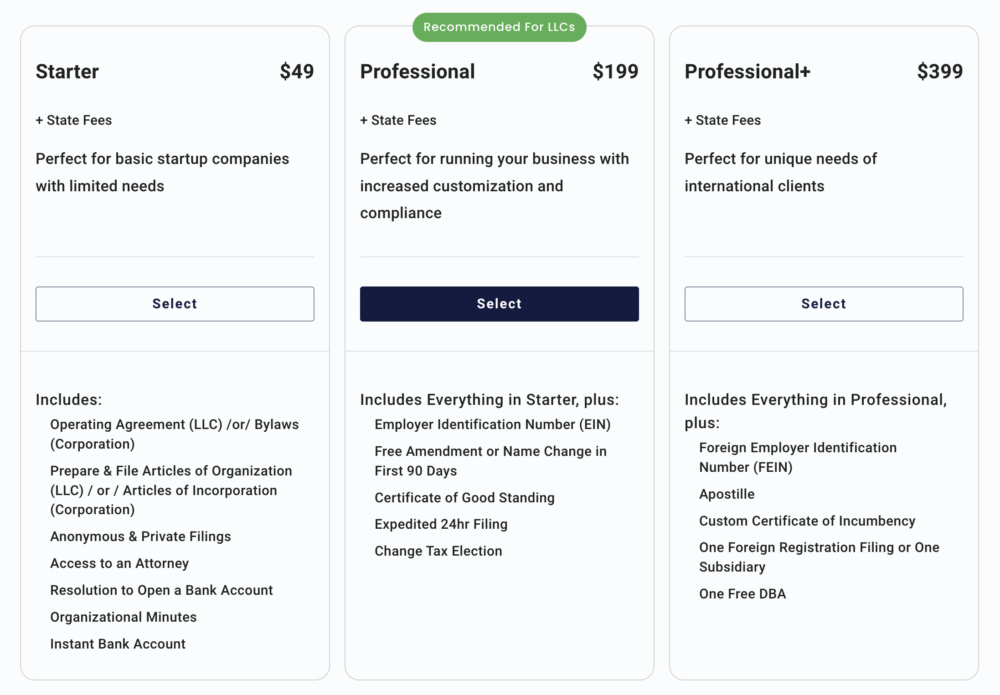 Recommended For LLCs
Starter $49
+ State Fees
Perfect for basic startup companies
with limited needs
Select
Includes:
Operating Agreement (LLC) /or/ Bylaws
(Corporation)
Prepare & File Articles of Organization
(LLC) / or / Articles of Incorporation
(Corporation)
Anonymous & Private Filings
Access to an Attorney
Resolution to Open a Bank Account
Organizational Minutes
Instant Bank Account
Professional $199
+ State Fees
Perfect for running your business with
increased customization and
compliance
Select
Includes Everything in Starter, plus:
Employer Identification Number (EIN)
Free Amendment or Name Change in
First 90 Days
Certificate of Good Standing
Expedited 24hr Filing
Change Tax Election
Professional+ $399
+ State Fees
Perfect for unique needs of
international clients
Select
Includes Everything in Professional,
plus:
Foreign Employer Identification
Number (FEIN)
Apostille
Custom Certificate of Incumbency
One Foreign Registration Filing or One
Subsidiary
One Free DBA